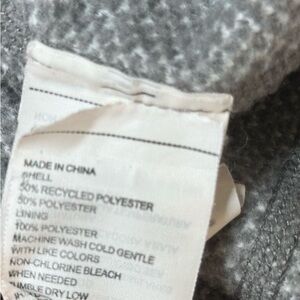 MADE IN CHINA
SHELL
50% RECYCLED POLYESTER
50% POLYESTER
LINING
100% POLYESTER
MACHINE WASH COLD GENTLE
WITH LIKE COLORS
NON-CHLORINE BLEACH
WHEN NEEDED
TUMBLE DRY LOW